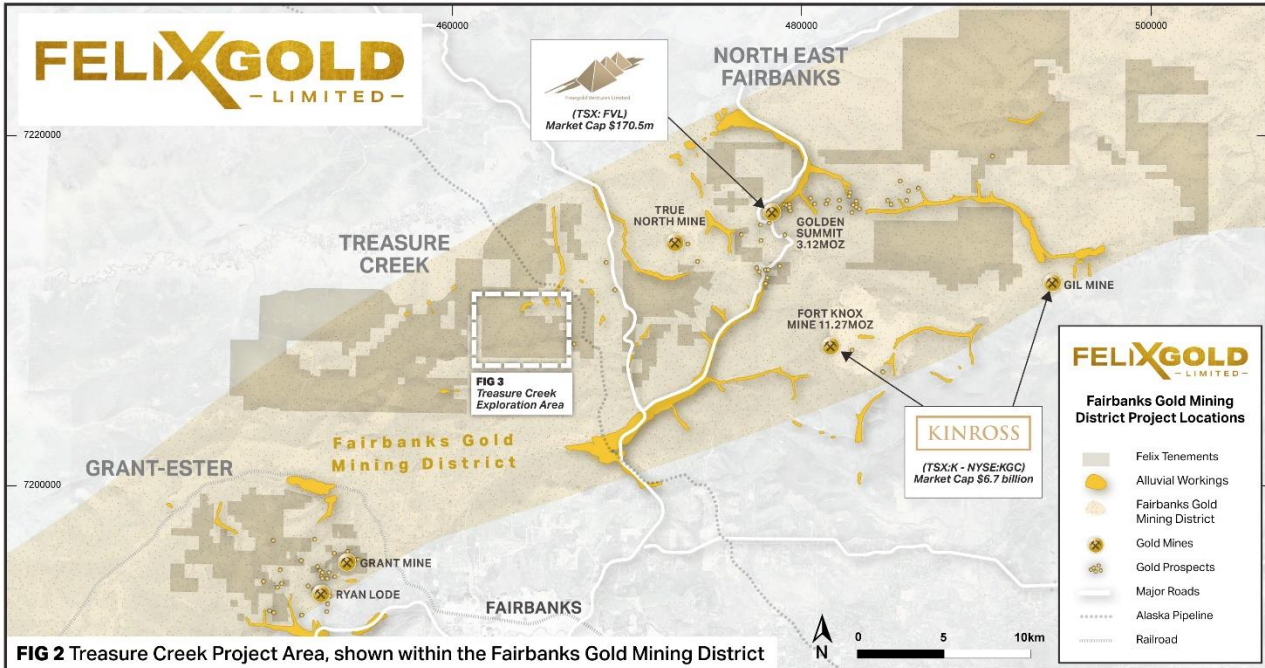 460000
480000
500000
7220000
7200000
FELIXGOLD
– LIMITED –
Freegold Ventures Limited
(TSX: FVL)
Market Cap $170.5m
NORTH EAST
FAIRBANKS
TRUE
NORTH MINE
GOLDEN
SUMMIT
3.12MOZ
TREASURE
CREEK
GIL MINE
FORT KNOX
MINE 11.27MOZ
FIG 3
Treasure Creek
Exploration Area
Fairbanks Gold
Mining District
KINROSS
(TSX:K - NYSE:KGC)
Market Cap $6.7 billion
GRANT-ESTER
GRANT MINE
RYAN LODE
FAIRBANKS
FELIXGOLD
– LIMITED –
Fairbanks Gold Mining
District Project Locations
Felix Tenements
Alluvial Workings
Fairbanks Gold
Mining District
Gold Mines
Gold Prospects
Major Roads
Alaska Pipeline
Railroad
N
0 5 10km
FIG 2 Treasure Creek Project Area, shown within the Fairbanks Gold Mining District